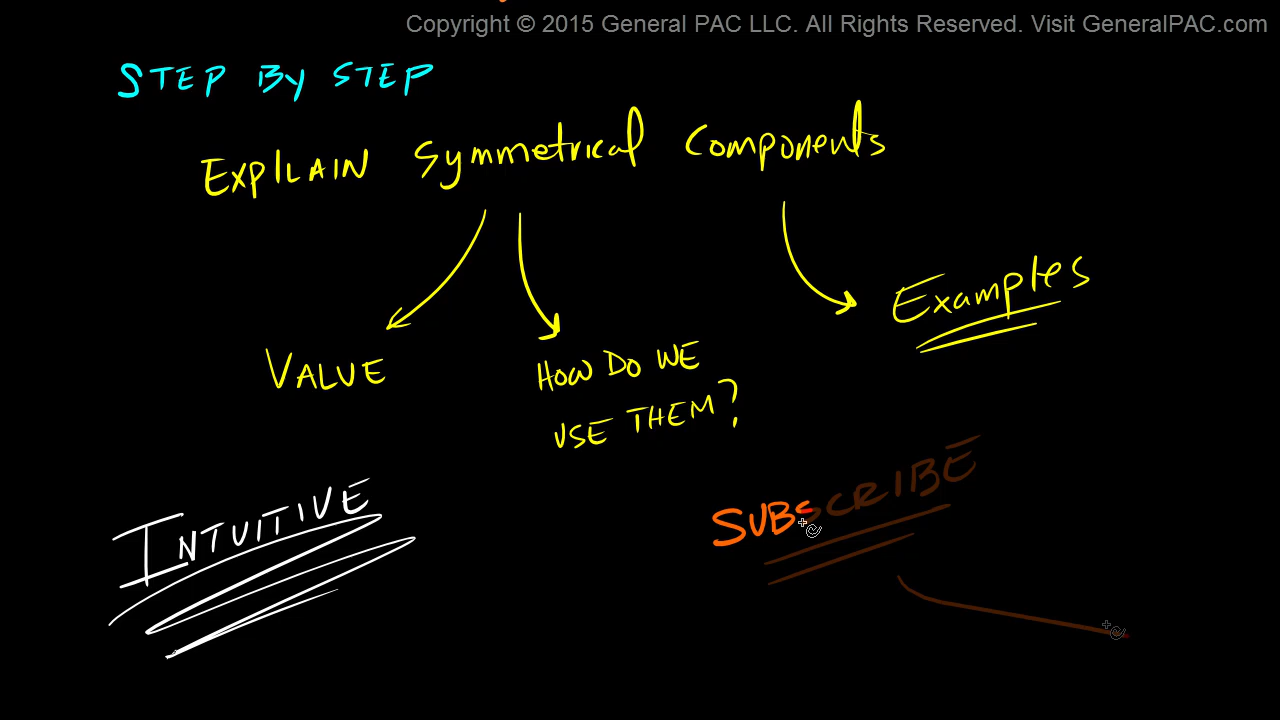 Copyright © 2015 General PAC LLC. All Rights Reserved. Visit GeneralPAC.com
STEP BY STEP
EXPLAIN Symmetrical Components
Examples
VALUE
HOW DO WE
USE THEM?
INTUITIVE
SUBSCRIBE